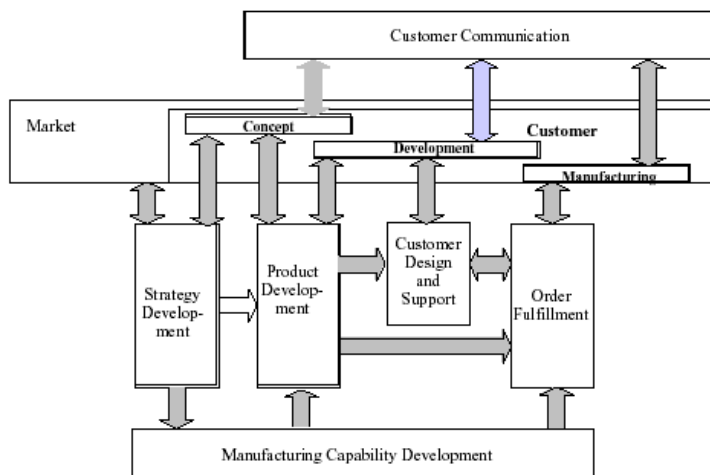 Customer Communication
Market
Concept
Customer
Development
Manufacturing
Strategy
Develop-
ment
Product
Develop-
ment
Customer
Design
and
Support
Order
Fulfillment
Manufacturing Capability Development